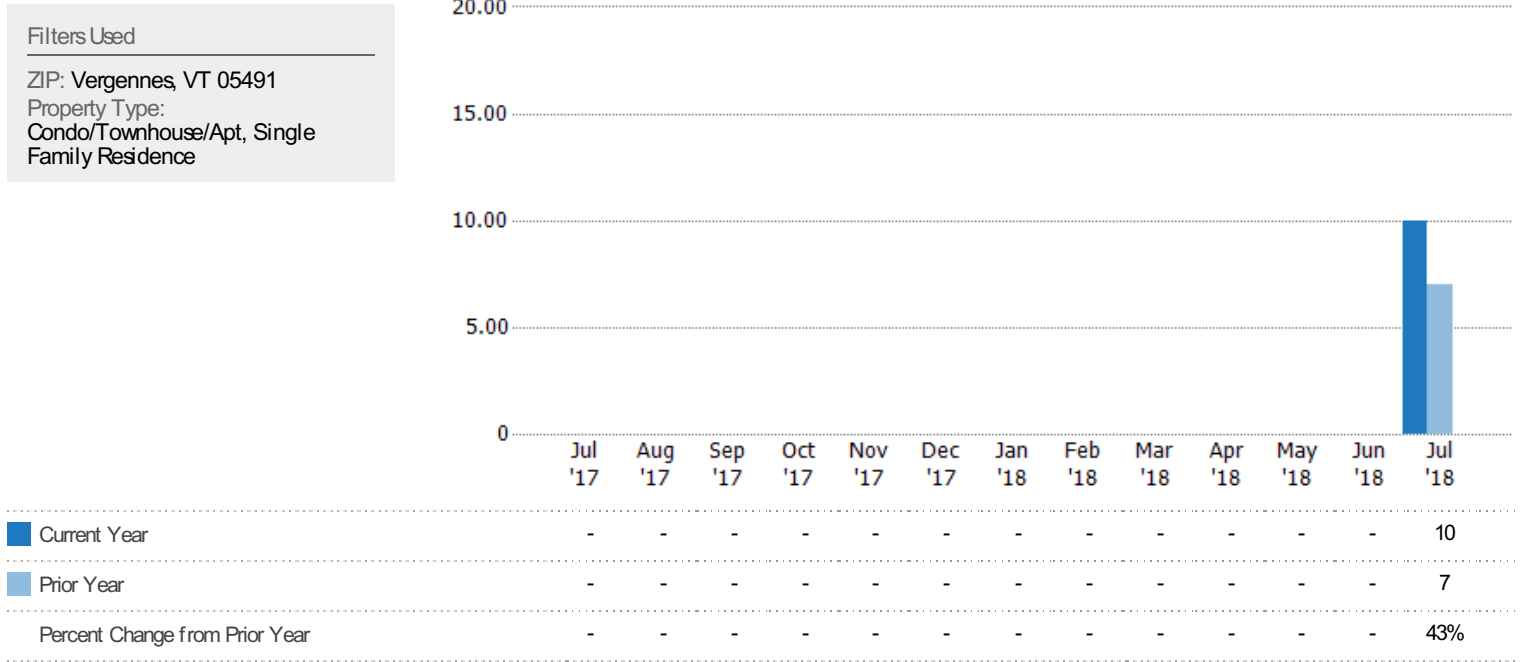 Filters Used
ZIP: Vergennes, VT 05491
Property Type:
Condo/Townhouse/Apt, Single
Family Residence
20.00
15.00
10.00
5.00
0
Jul Aug Sep Oct Nov Dec Jan Feb Mar Apr May Jun Jul
'17 '17 '17 '17 '17 '17 '18 '18 '18 '18 '18 '18 '18
Current Year - - - - - - - - - - - - 10
Prior Year - - - - - - - - - - - - 7
Percent Change from Prior Year - - - - - - - - - - - - 43%